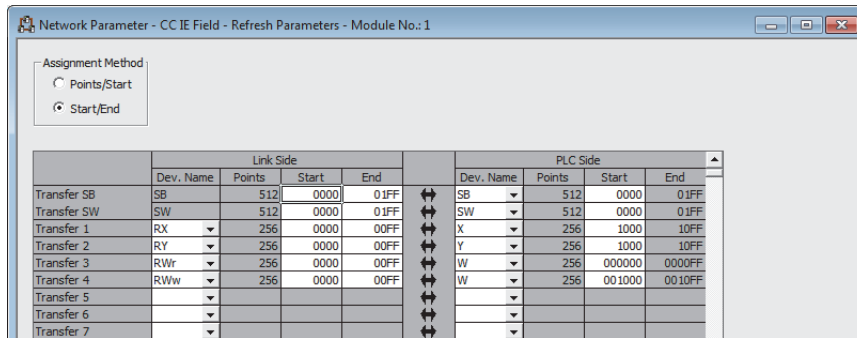 Network Parameter - CC IE Field - Refresh Parameters - Module No.: 1
Assignment Method
Points/Start
Start/End
Link Side PLC Side
Dev. Name Points Start End Dev. Name Points Start End
Transfer SB SB 512 0000 01FF SB 512 0000 01FF
Transfer SW SW 512 0000 01FF SW 512 0000 01FF
Transfer 1 RX 256 0000 00FF X 256 1000 10FF
Transfer 2 RY 256 0000 00FF Y 256 1000 10FF
Transfer 3 RWr 256 0000 00FF W 256 000000 0000FF
Transfer 4 RWw 256 0000 00FF W 256 001000 0010FF
Transfer 5
Transfer 6
Transfer 7